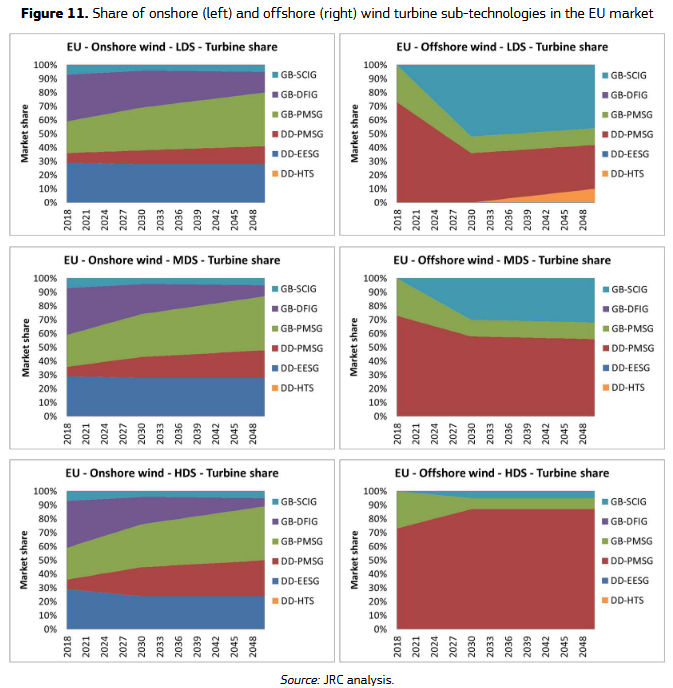 Figure 11. Share of onshore (left) and offshore (right) wind turbine sub-technologies in the EU market
EU - Onshore wind - LDS - Turbine share
Market share
100%
90%
80%
70%
60%
50%
40%
30%
20%
10%
0%
2018
2021
2024
2027
2030
2033
2036
2039
2042
2045
2048
GB-SCIG
GB-DFIG
GB-PMSG
DD-PMSG
DD-EESG
DD-HTS
EU - Offshore wind - LDS - Turbine share
Market share
100%
90%
80%
70%
60%
50%
40%
30%
20%
10%
0%
2018
2021
2024
2027
2030
2033
2036
2039
2042
2045
2048
GB-SCIG
GB-DFIG
GB-PMSG
DD-PMSG
DD-EESG
DD-HTS
EU - Onshore wind - MDS - Turbine share
Market share
100%
90%
80%
70%
60%
50%
40%
30%
20%
10%
0%
2018
2021
2024
2027
2030
2033
2036
2039
2042
2045
2048
GB-SCIG
GB-DFIG
GB-PMSG
DD-PMSG
DD-EESG
DD-HTS
EU - Offshore wind - MDS - Turbine share
Market share
100%
90%
80%
70%
60%
50%
40%
30%
20%
10%
0%
2018
2021
2024
2027
2030
2033
2036
2039
2042
2045
2048
GB-SCIG
GB-DFIG
GB-PMSG
DD-PMSG
DD-EESG
DD-HTS
EU - Onshore wind - HDS - Turbine share
Market share
100%
90%
80%
70%
60%
50%
40%
30%
20%
10%
0%
2018
2021
2024
2027
2030
2033
2036
2039
2042
2045
2048
GB-SCIG
GB-DFIG
GB-PMSG
DD-PMSG
DD-EESG
DD-HTS
EU - Offshore wind - HDS - Turbine share
Market share
100%
90%
80%
70%
60%
50%
40%
30%
20%
10%
0%
2018
2021
2024
2027
2030
2033
2036
2039
2042
2045
2048
GB-SCIG
GB-DFIG
GB-PMSG
DD-PMSG
DD-EESG
DD-HTS
Source: JRC analysis.